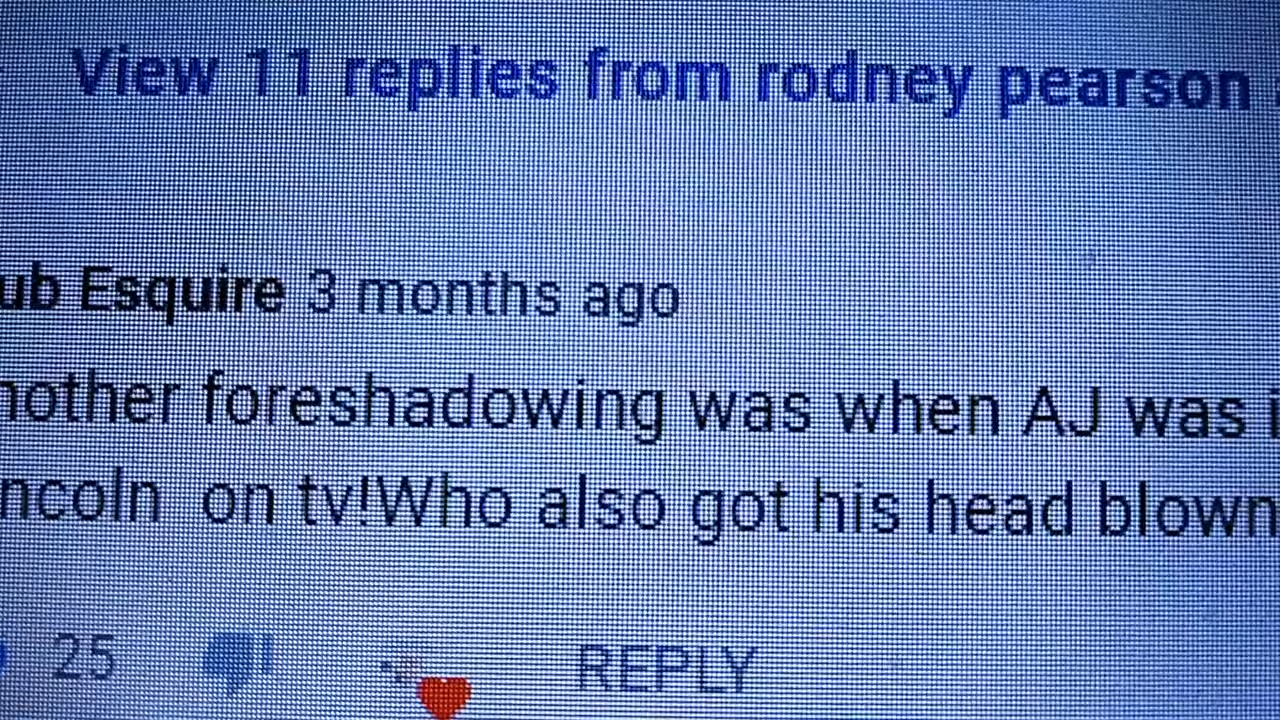 View 11 replies from rodney pearson
ub Esquire 3 months ago
nother foreshadowing was when AJ was i
ncoln on tv!Who also got his head blown
25 REPLY